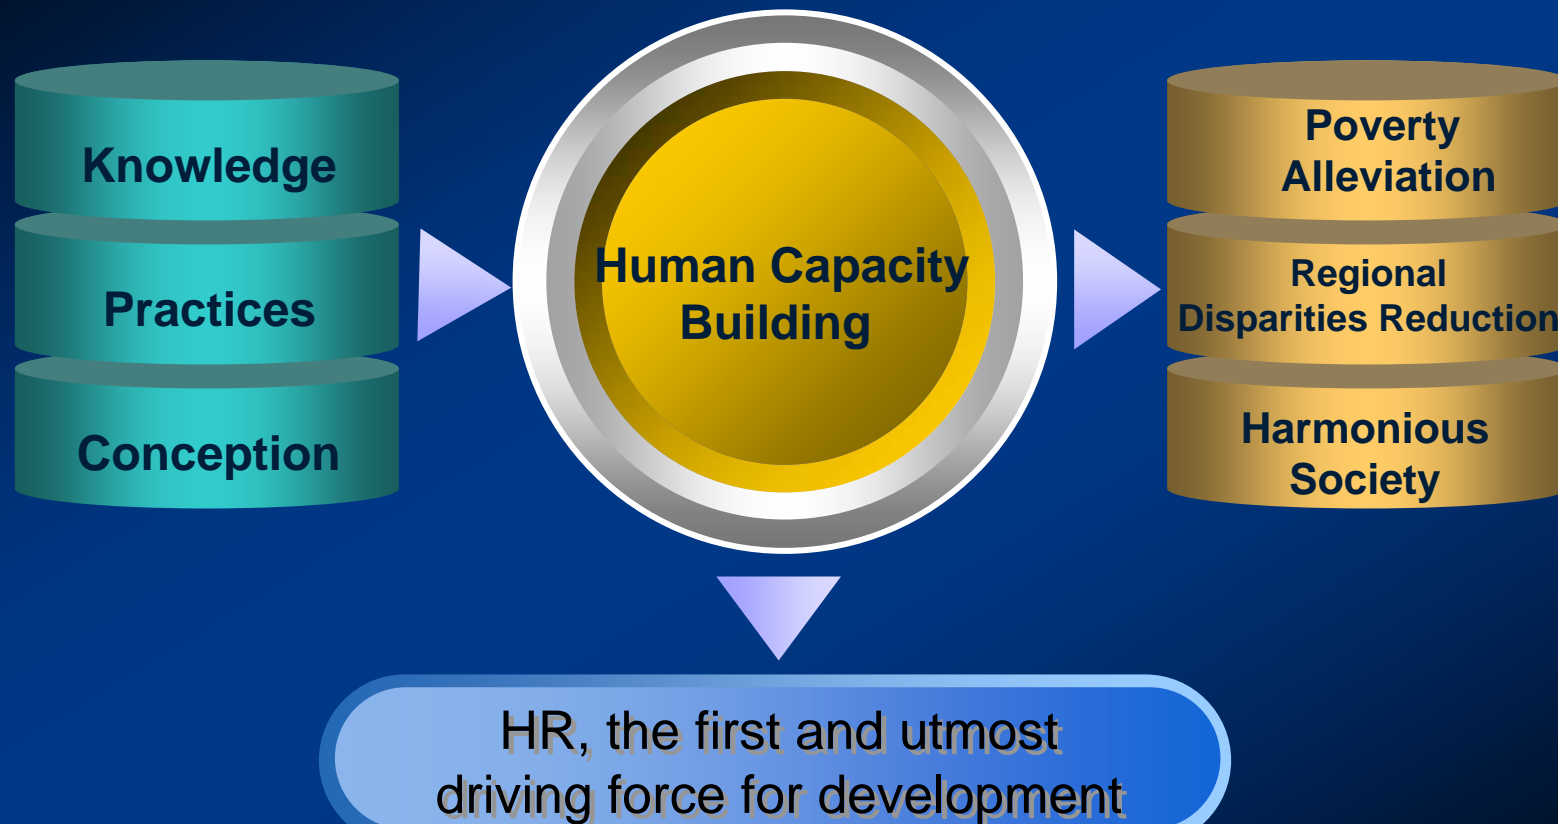 Knowledge
Practices
Conception
Human Capacity
Building
Poverty
Alleviation
Regional
Disparities Reduction
Harmonious
Society
HR, the first and utmost
driving force for development